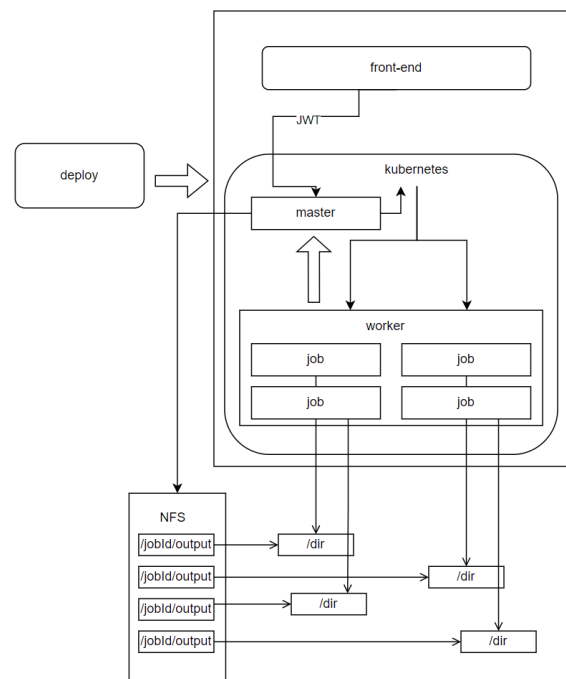 front-end
JWT
deploy
kubernetes
master
worker
job
job
job
job
NFS
/jobId/output
/dir
/jobId/output
/dir
/jobId/output
/dir
/jobId/output
/dir